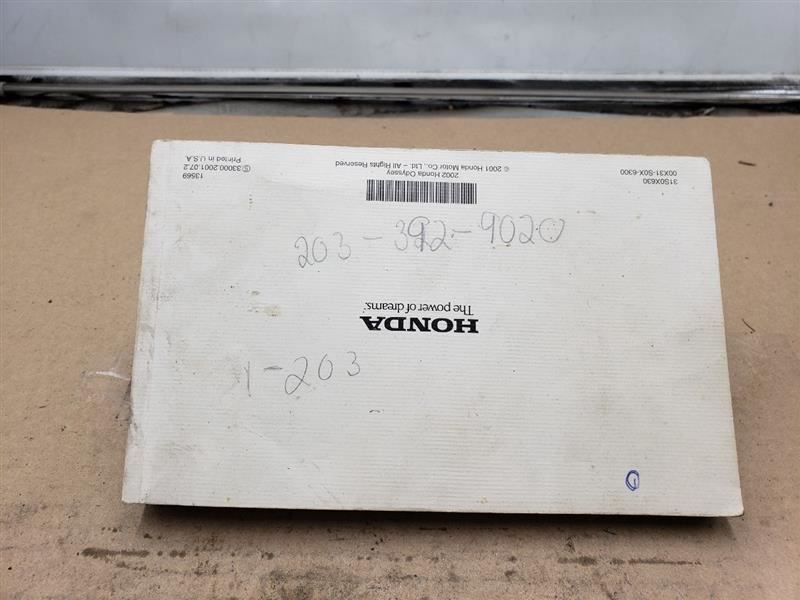 31S0X630
00X31-S0X-6300
2002 Honda Odyssey
© 2001 Honda Motor Co., Ltd. – All Rights Reserved
13569
Ⓢ 33000.2001.07.2
Printed in U.S.A.
HONDA
The power of dreams.
203-392-9020
1-203